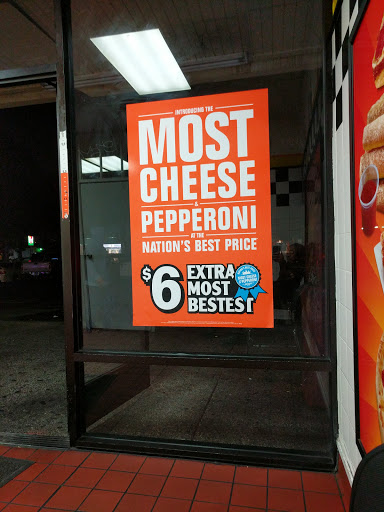 INTRODUCING THE
MOST
CHEESE
&
PEPPERONI
AT THE
NATION'S BEST PRICE
$6 EXTRA
MOST
BESTEST